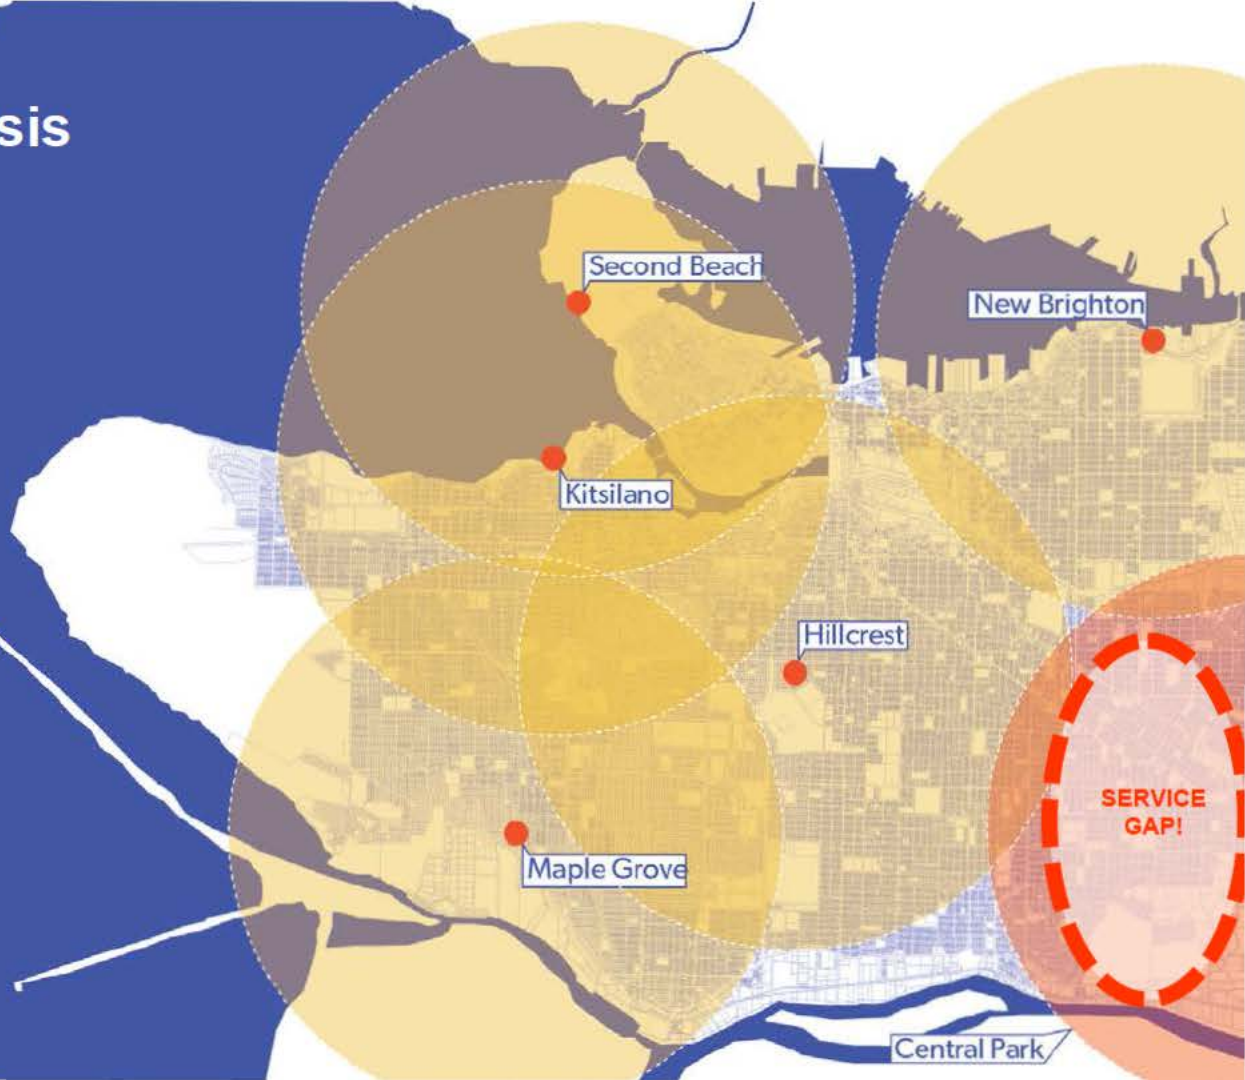 sis
Second Beach
New Brighton
Kitsilano
Hillcrest
SERVICE
GAP!
Maple Grove
Central Park